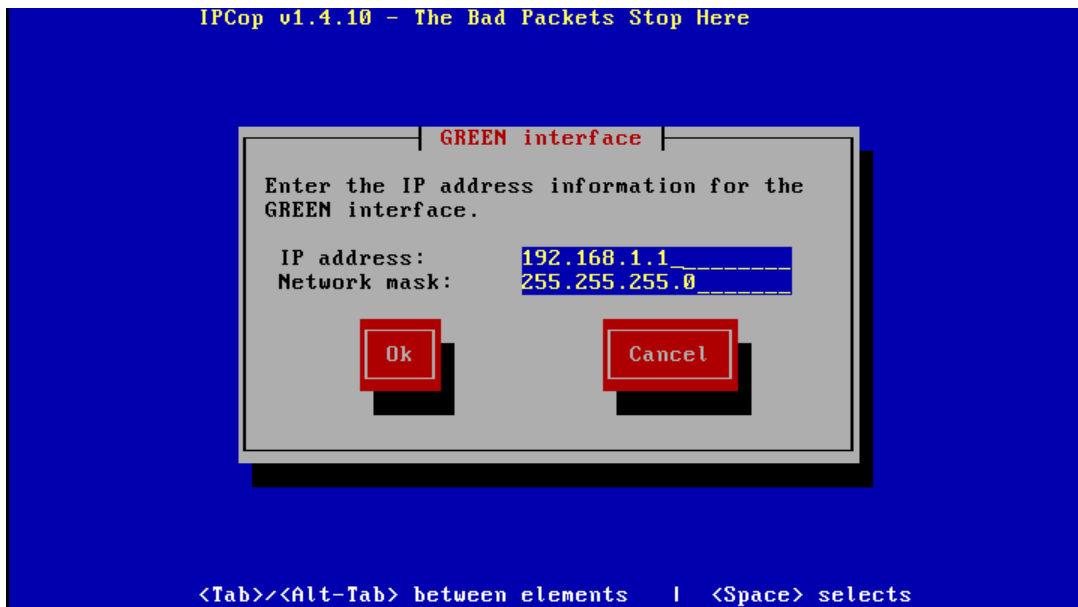 IPCop v1.4.10 - The Bad Packets Stop Here
GREEN interface
Enter the IP address information for the
GREEN interface.
IP address: 192.168.1.1_________
Network mask: 255.255.255.0_______
Ok Cancel
<Tab>/<Alt-Tab> between elements | <Space> selects